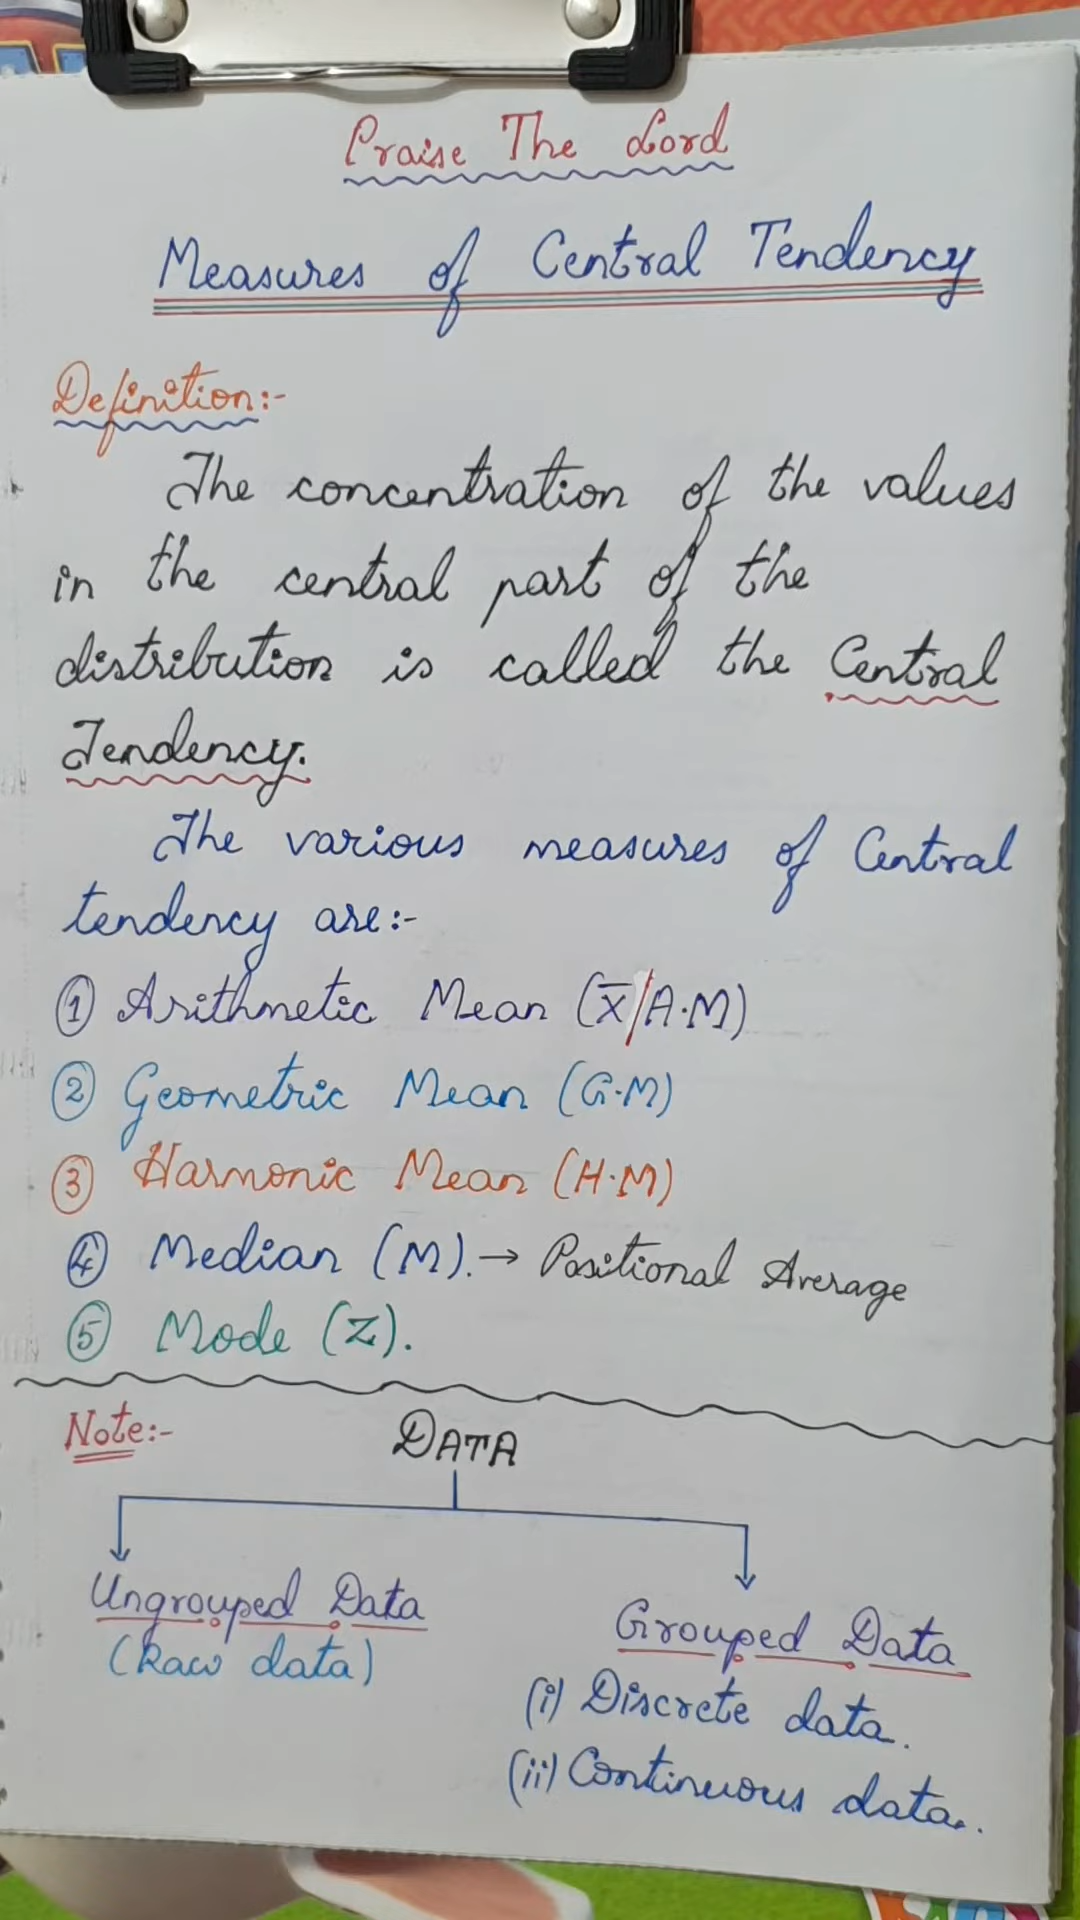 Praise The Lord
Measures of Central Tendency
Definition:-
The concentration of the values
in the central part of the
distribution is called the Central
Tendency.
The various measures of Central
tendency are:-
① Arithmetic Mean (x̄/A.M)
② Geometric Mean (G.M)
③ Harmonic Mean (H.M)
④ Median (M). → Positional Average
⑤ Mode (Z).
Note:-
DATA
Ungrouped Data
(Raw data)
Grouped Data
(i) Discrete data.
(ii) Continuous data.